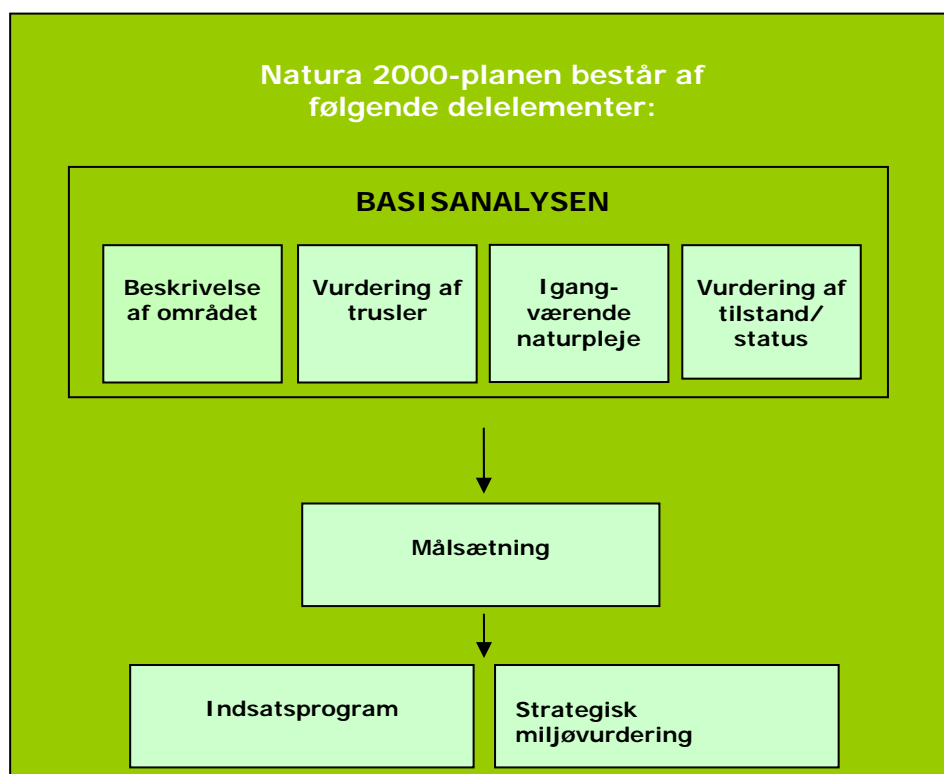 Natura 2000-planen består af
følgende delelementer:
BASISANALYSEN
Beskrivelse
af området
Vurdering af
trusler
Igang-
værende
naturpleje
Vurdering af
tilstand/
status
Målsætning
Indsatsprogram
Strategisk
miljøvurdering